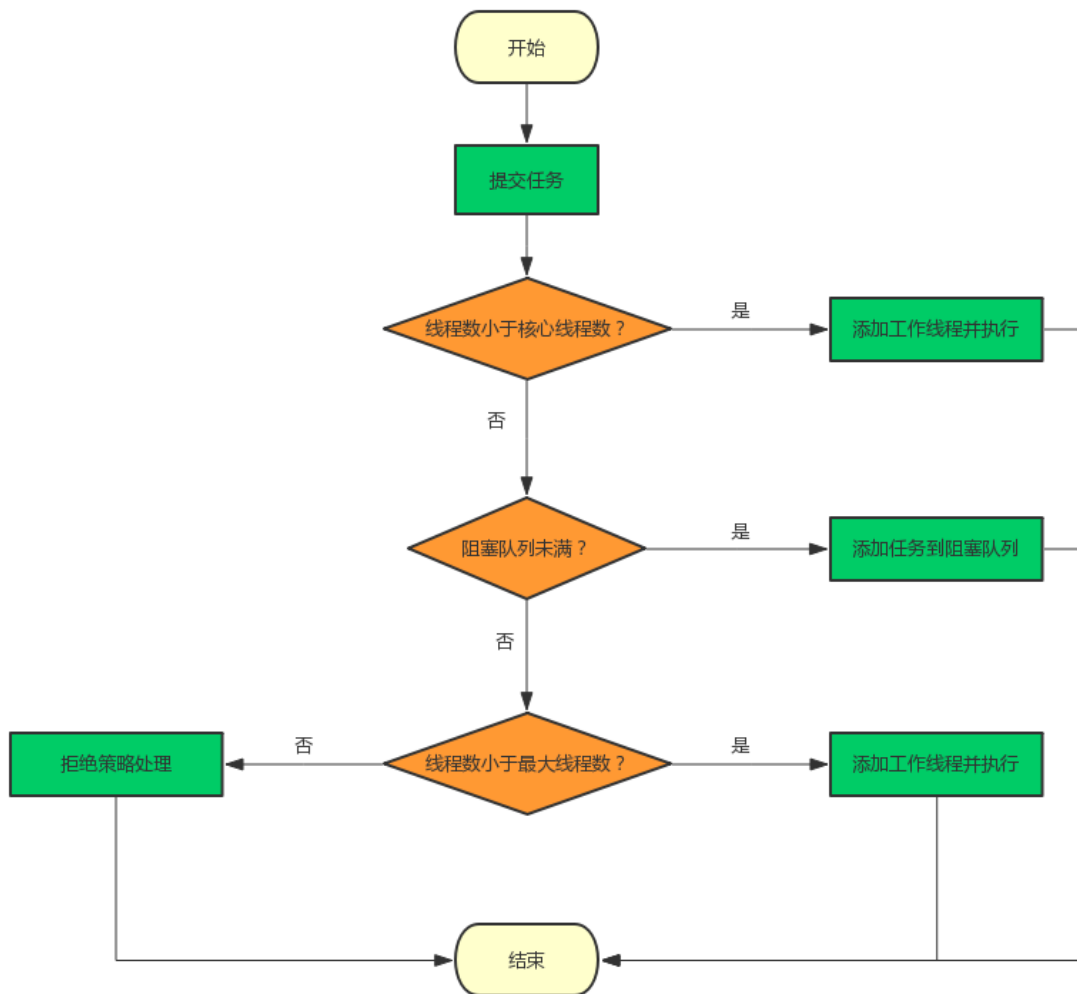 开始
提交任务
线程数小于核心线程数？
是
添加工作线程并执行
否
阻塞队列未满？
是
添加任务到阻塞队列
否
拒绝策略处理
否
线程数小于最大线程数？
是
添加工作线程并执行
结束